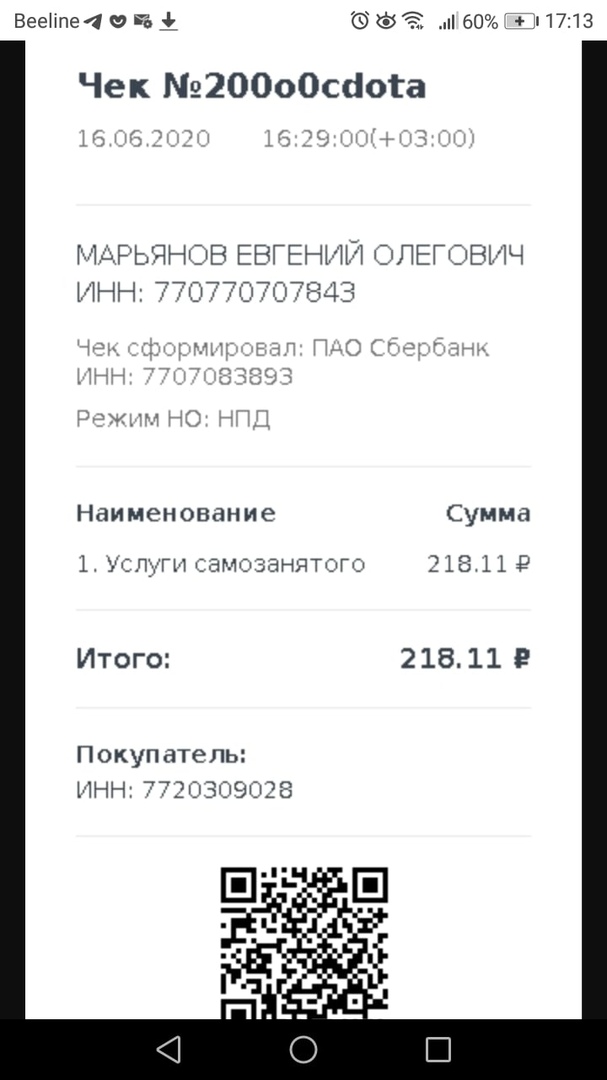 Beeline 60% 17:13
Чек №200o0cdota
16.06.2020 16:29:00(+03:00)
МАРЬЯНОВ ЕВГЕНИЙ ОЛЕГОВИЧ
ИНН: 770770707843
Чек сформировал: ПАО Сбербанк
ИНН: 7707083893
Режим НО: НПД
Наименование Сумма
1. Услуги самозанятого 218.11 ₽
Итого: 218.11 ₽
Покупатель:
ИНН: 7720309028